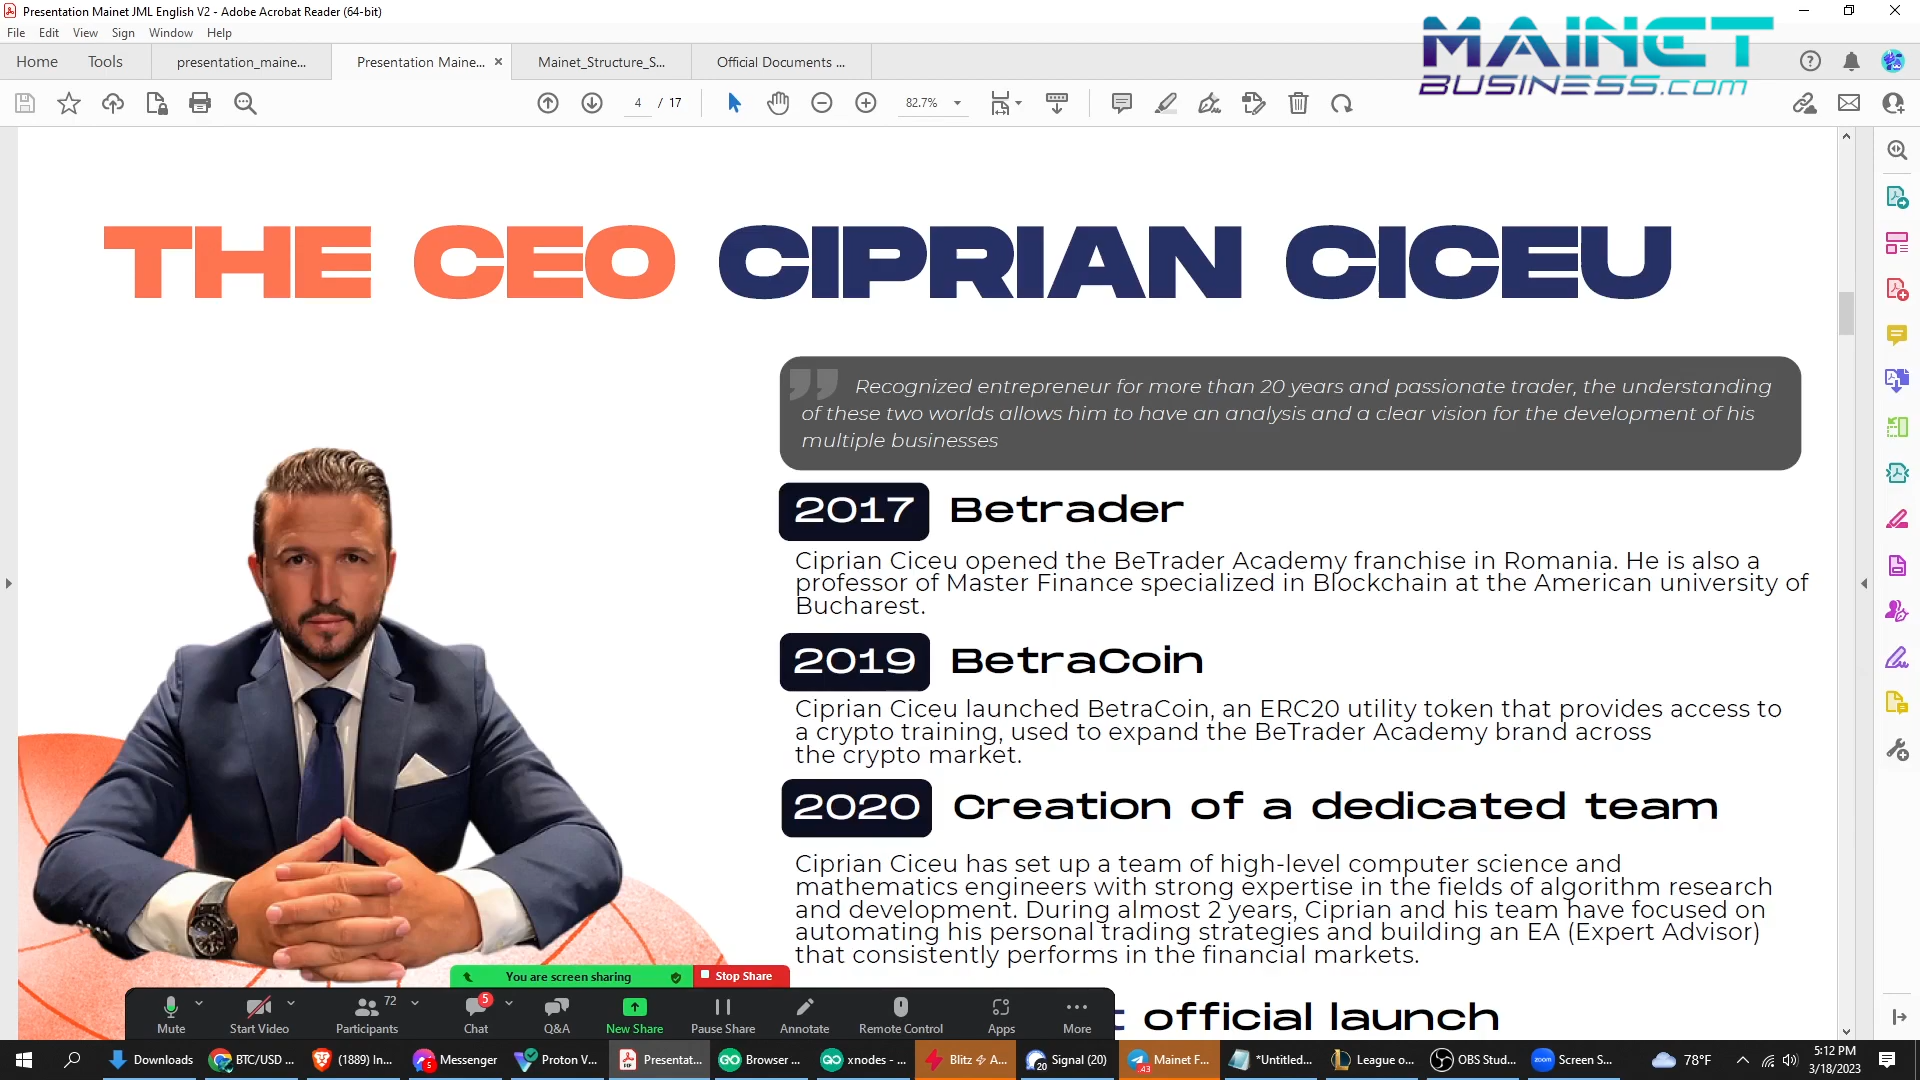 Presentation Mainet JML English V2 - Adobe Acrobat Reader (64-bit)
File Edit View Sign Window Help
MAINET
BUSINESS.com
Home Tools presentation_maine... Presentation Maine... Mainet_Structure_S... Official Documents ...
4 / 17 82.7%
THE CEO CIPRIAN CICEU
Recognized entrepreneur for more than 20 years and passionate trader, the understanding
of these two worlds allows him to have an analysis and a clear vision for the development of his
multiple businesses
2017 Betrader
Ciprian Ciceu opened the BeTrader Academy franchise in Romania. He is also a
professor of Master Finance specialized in Blockchain at the American university of
Bucharest.
2019 BetraCoin
Ciprian Ciceu launched BetraCoin, an ERC20 utility token that provides access to
a crypto training, used to expand the BeTrader Academy brand across
the crypto market.
2020 Creation of a dedicated team
Ciprian Ciceu has set up a team of high-level computer science and
mathematics engineers with strong expertise in the fields of algorithm research
and development. During almost 2 years, Ciprian and his team have focused on
automating his personal trading strategies and building an EA (Expert Advisor)
that consistently performs in the financial markets.
official launch
You are screen sharing Stop Share
72 5
Mute Start Video Participants Chat Q&A New Share Pause Share Annotate Remote Control Apps More
Downloads BTC/USD ... (1889) In... Messenger Proton V... Presentat... Browser ... xnodes - ... Blitz ⚡ A... Signal (20) Mainet F... *Untitled... League o... OBS Stud... Screen S... 78°F
5:12 PM
3/18/2023